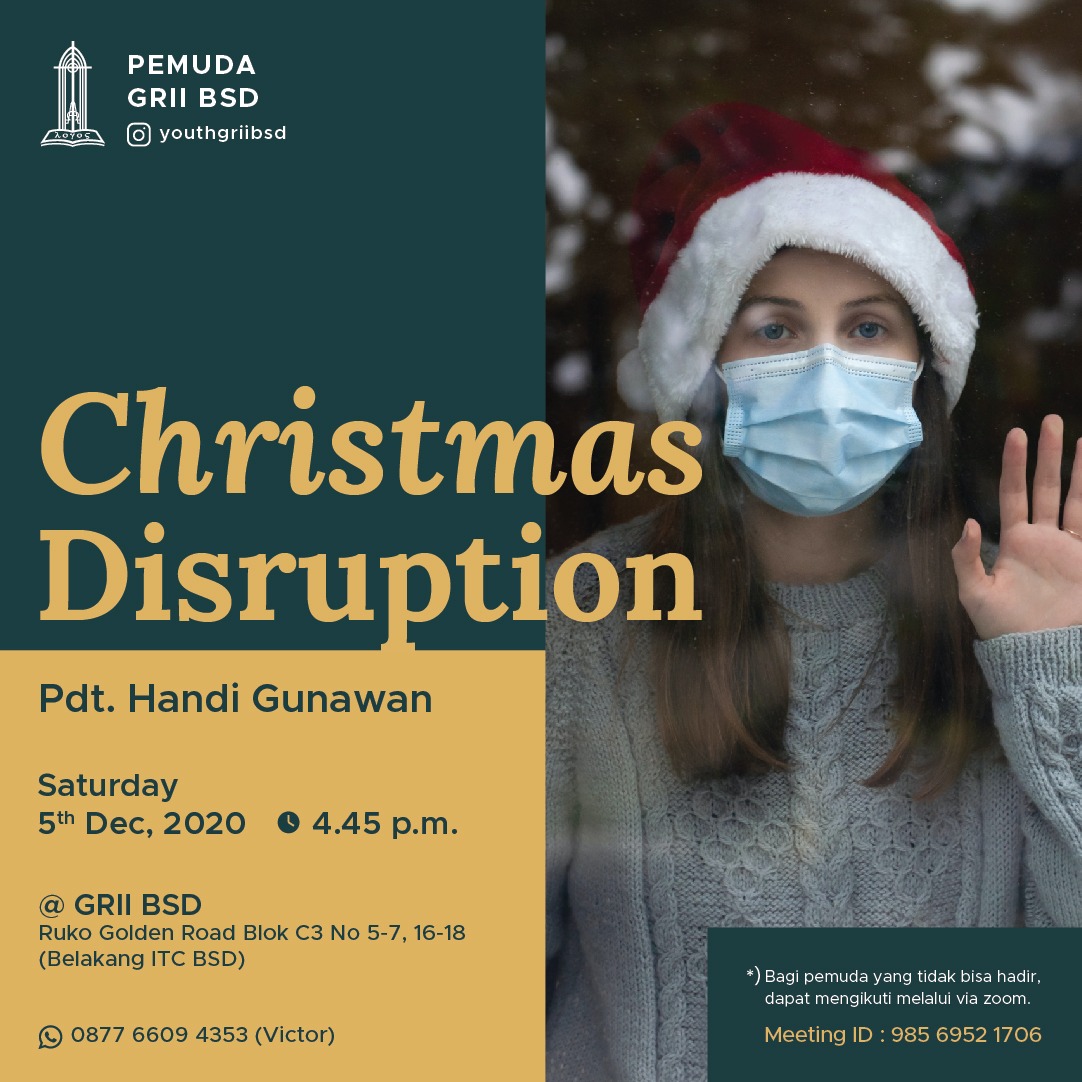 PEMUDA
GRII BSD
youthgriibsd
λογος
Christmas
Disruption
Pdt. Handi Gunawan
Saturday
5th Dec, 2020 4.45 p.m.
@ GRII BSD
Ruko Golden Road Blok C3 No 5-7, 16-18
(Belakang ITC BSD)
0877 6609 4353 (Victor)
*) Bagi pemuda yang tidak bisa hadir,
dapat mengikuti melalui via zoom.
Meeting ID : 985 6952 1706